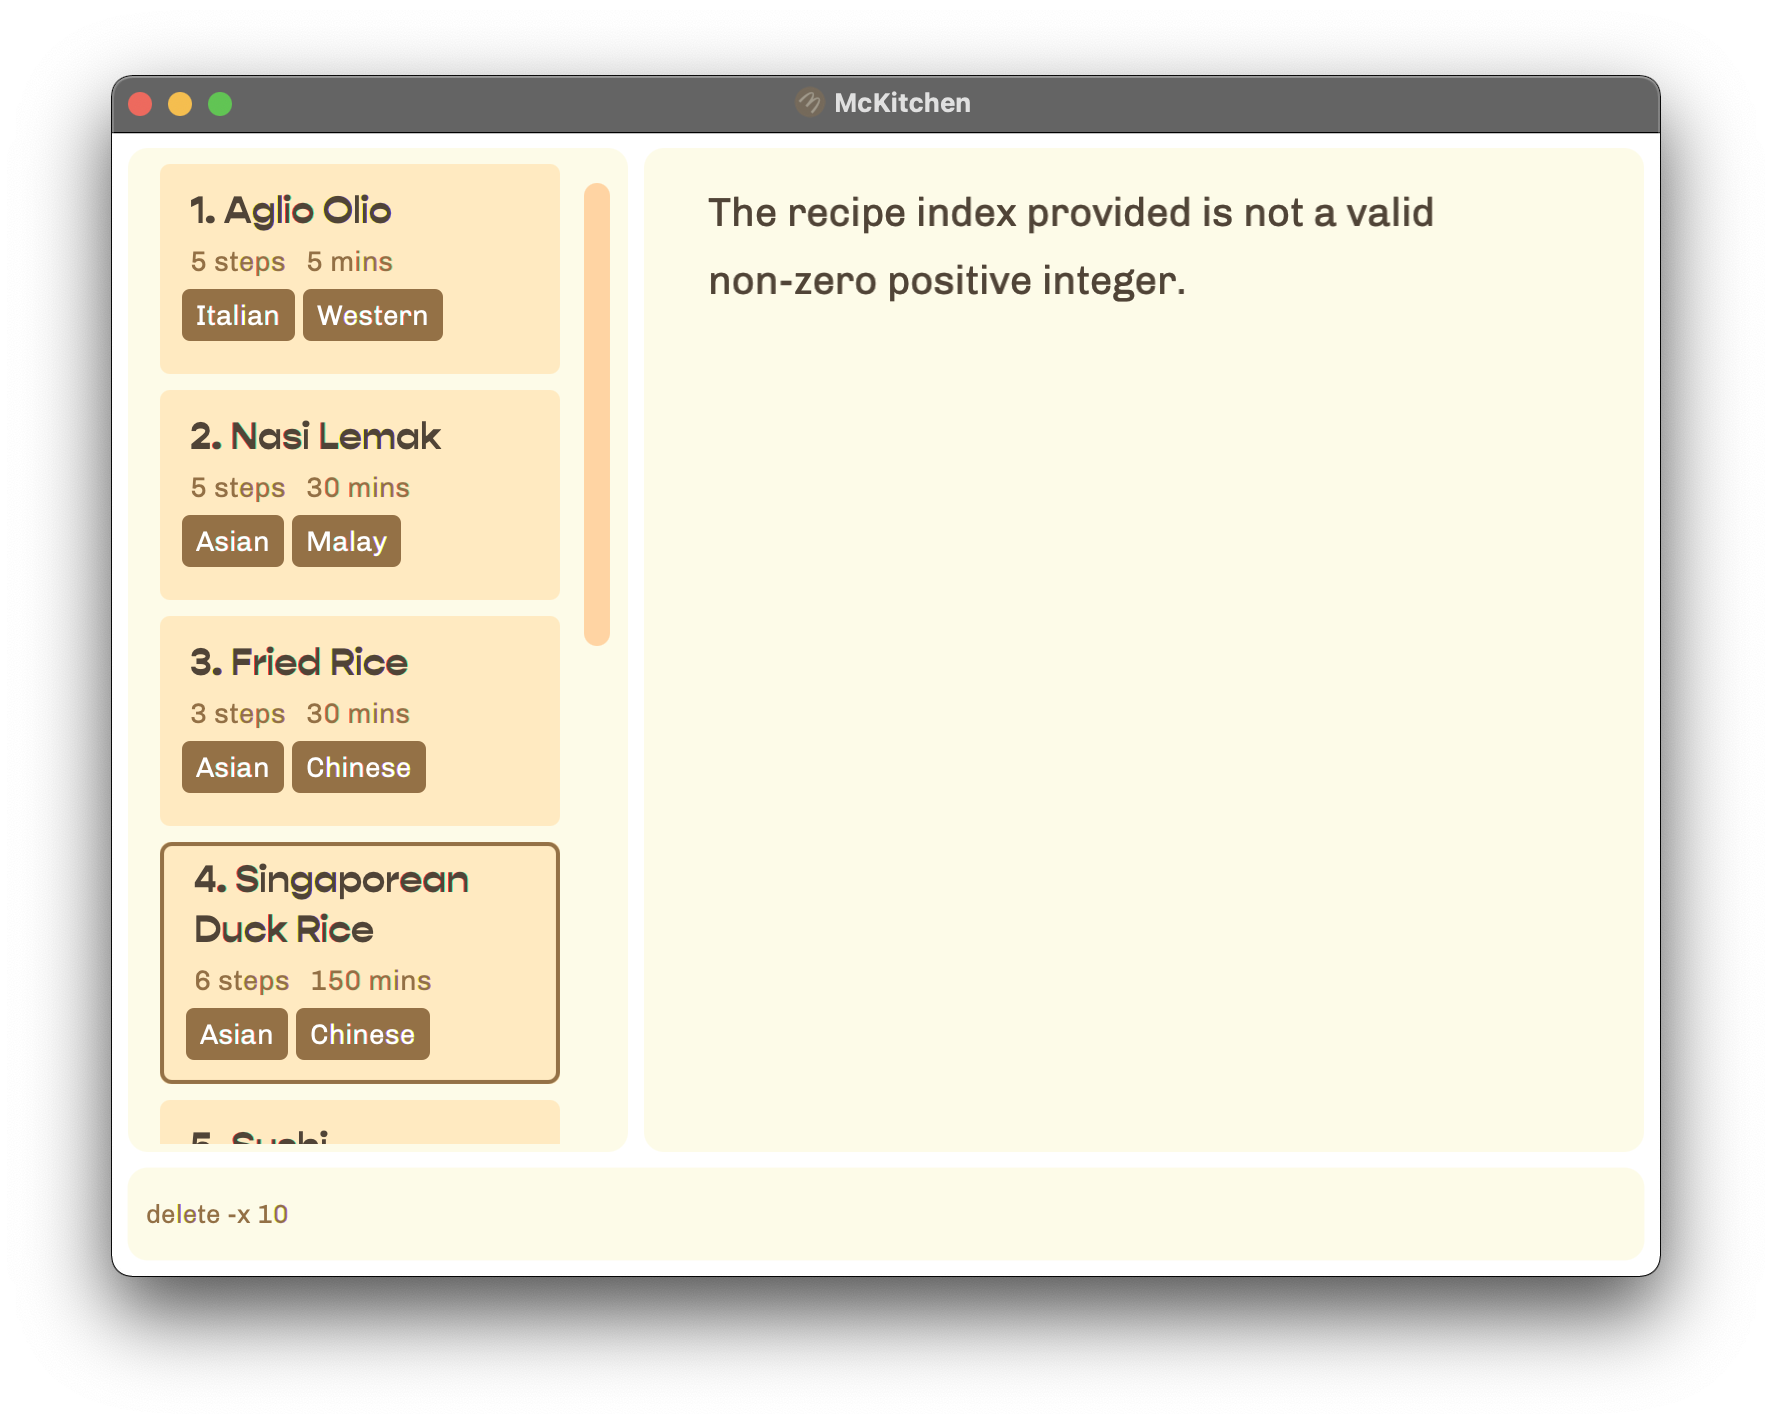 McKitchen
1. Aglio Olio
5 steps 5 mins
Italian Western
2. Nasi Lemak
5 steps 30 mins
Asian Malay
3. Fried Rice
3 steps 30 mins
Asian Chinese
4. Singaporean
Duck Rice
6 steps 150 mins
Asian Chinese
5. Sushi
The recipe index provided is not a valid
non-zero positive integer.
delete -x 10